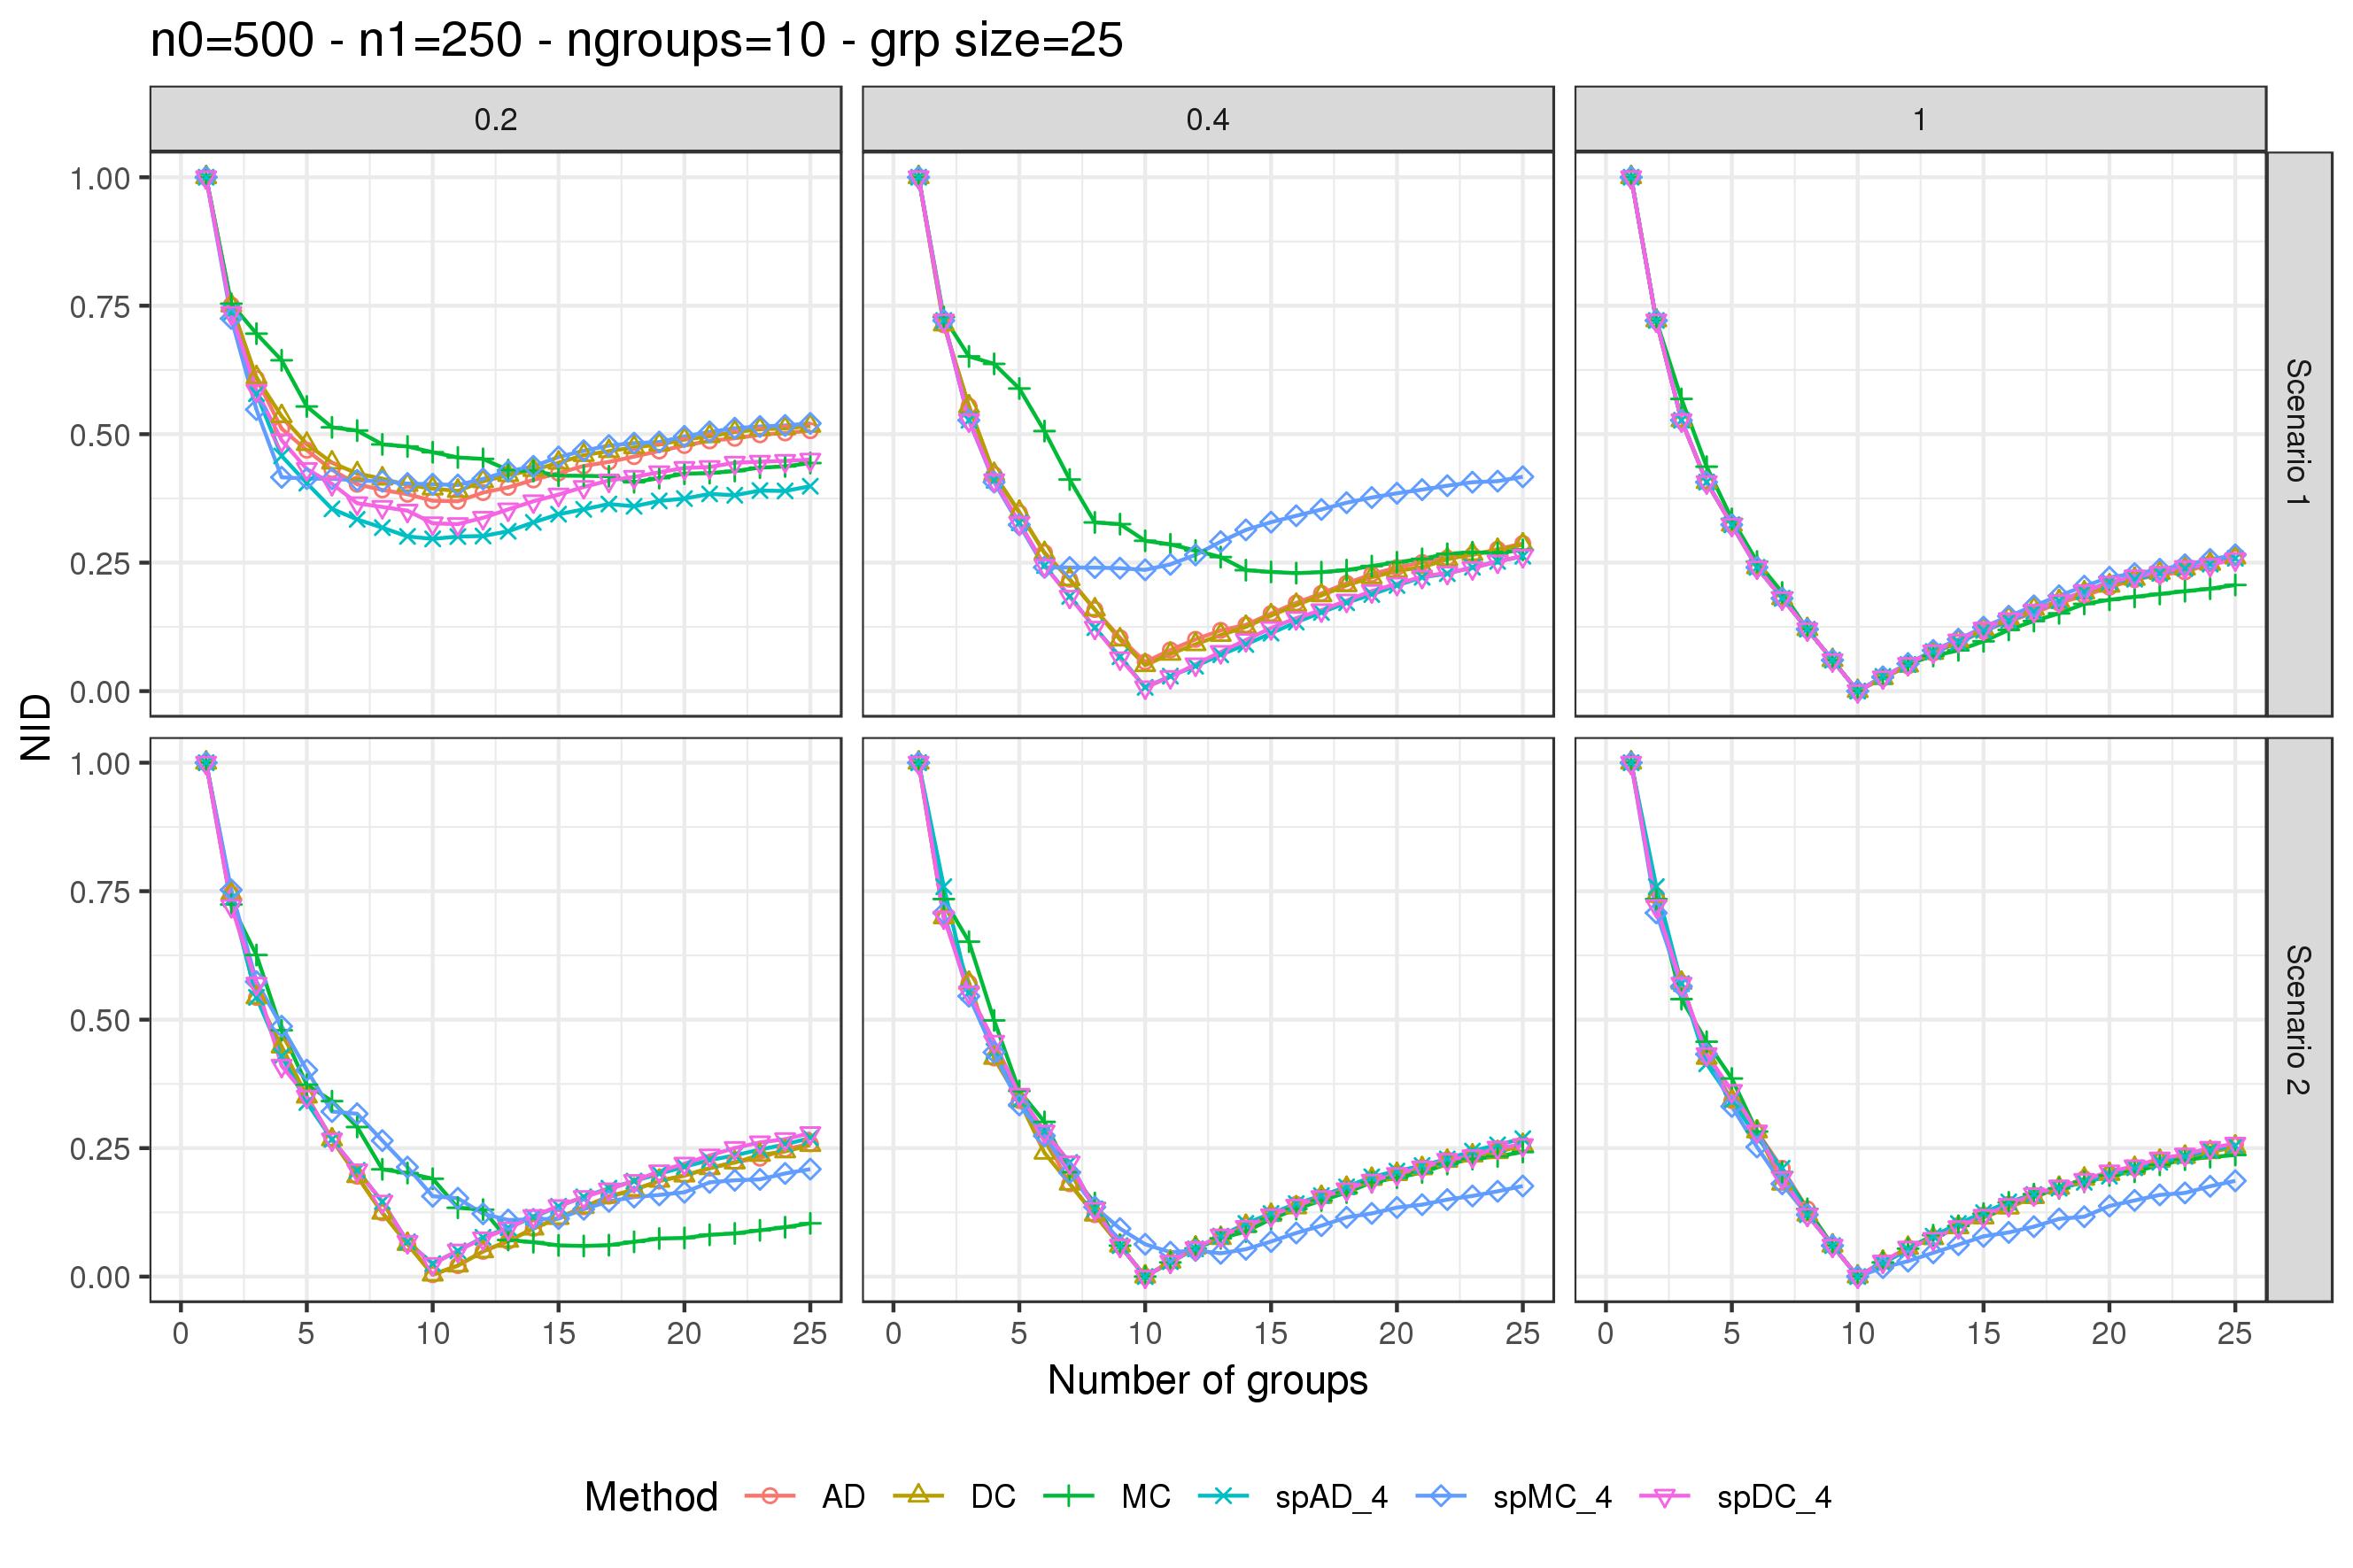 n0=500 - n1=250 - ngroups=10 - grp size=25
0.2 0.4 1
1.00
0.75
0.50
0.25
0.00
Scenario 1
NID
1.00
0.75
0.50
0.25
0.00
Scenario 2
0 5 10 15 20 25 0 5 10 15 20 25 0 5 10 15 20 25
Number of groups
Method AD DC MC spAD_4 spMC_4 spDC_4